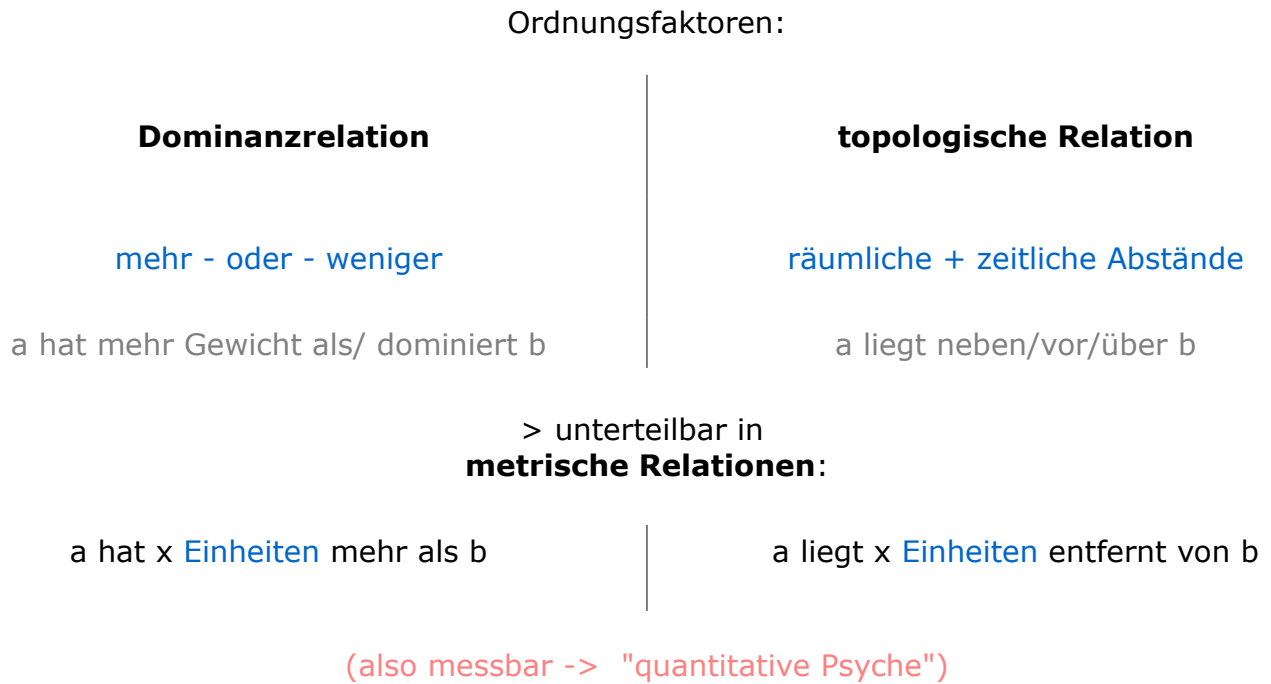 Ordnungsfaktoren:
Dominanzrelation
mehr - oder - weniger
a hat mehr Gewicht als/ dominiert b
topologische Relation
räumliche + zeitliche Abstände
a liegt neben/vor/über b
> unterteilbar in
metrische Relationen:
a hat x Einheiten mehr als b
a liegt x Einheiten entfernt von b
(also messbar -> "quantitative Psyche")